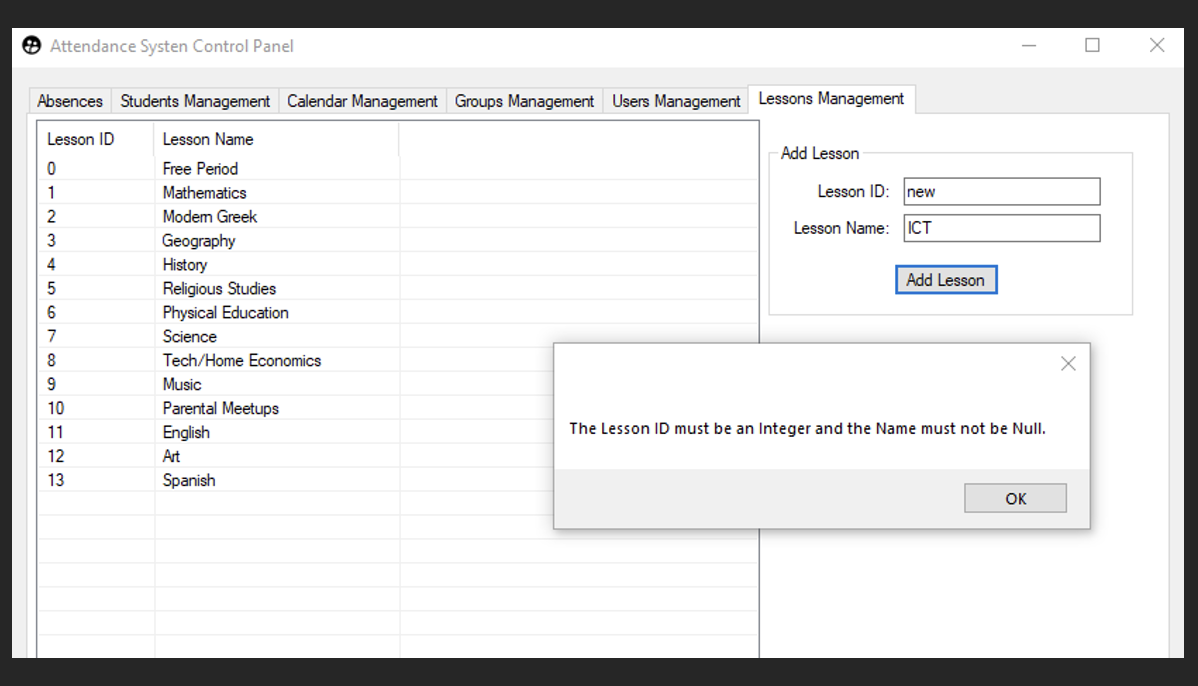 Attendance Systen Control Panel
Absences Students Management Calendar Management Groups Management Users Management Lessons Management
Lesson ID Lesson Name
0 Free Period
1 Mathematics
2 Modern Greek
3 Geography
4 History
5 Religious Studies
6 Physical Education
7 Science
8 Tech/Home Economics
9 Music
10 Parental Meetups
11 English
12 Art
13 Spanish
Add Lesson
Lesson ID: new
Lesson Name: ICT
Add Lesson
The Lesson ID must be an Integer and the Name must not be Null.
OK